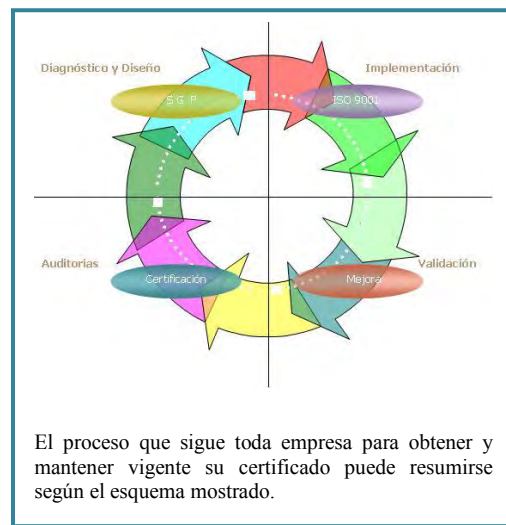 Diagnóstico y Diseño
Implementación
S G P
ISO 9001
Auditorias
Validación
Certificación
Mejora
El proceso que sigue toda empresa para obtener y
mantener vigente su certificado puede resumirse
según el esquema mostrado.